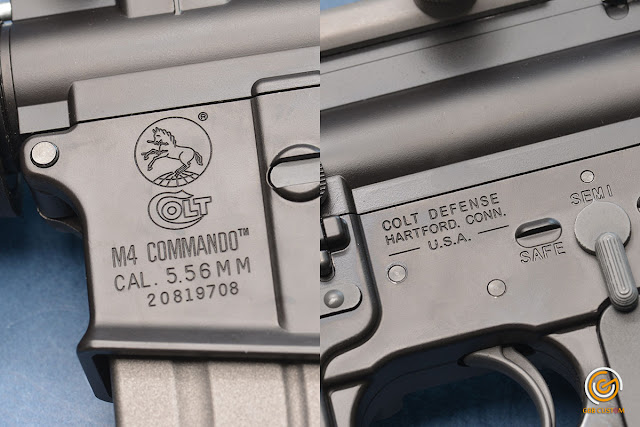 ®
COLT
M4 COMMANDO™
CAL. 5.56 MM
20819708
COLT DEFENSE
HARTFORD. CONN.
U.S.A.
SAFE
SEMI